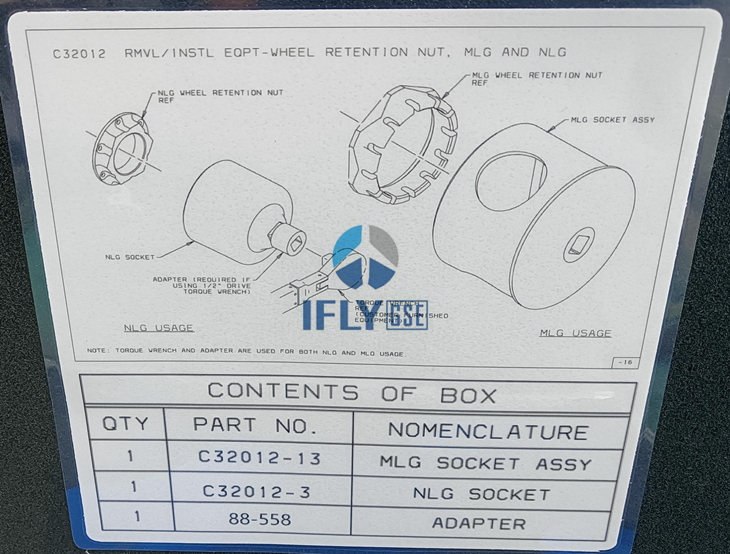 C32012 RMVL/INSTL EQPT-WHEEL RETENTION NUT, MLG AND NLG
NLG WHEEL RETENTION NUT
REF
MLG WHEEL RETENTION NUT
REF
MLG SOCKET ASSY
NLG SOCKET
ADAPTER (REQUIRED IF
USING 1/2" DRIVE
TORQUE WRENCH)
TORQUE WRENCH
REF
(CUSTOMER FURNISHED
EQUIPMENT)
IFLY GSE
NLG USAGE
MLG USAGE
NOTE: TORQUE WRENCH AND ADAPTER ARE USED FOR BOTH NLG AND MLG USAGE
-16
CONTENTS OF BOX
QTY PART NO. NOMENCLATURE
1 C32012-13 MLG SOCKET ASSY
1 C32012-3 NLG SOCKET
1 88-558 ADAPTER